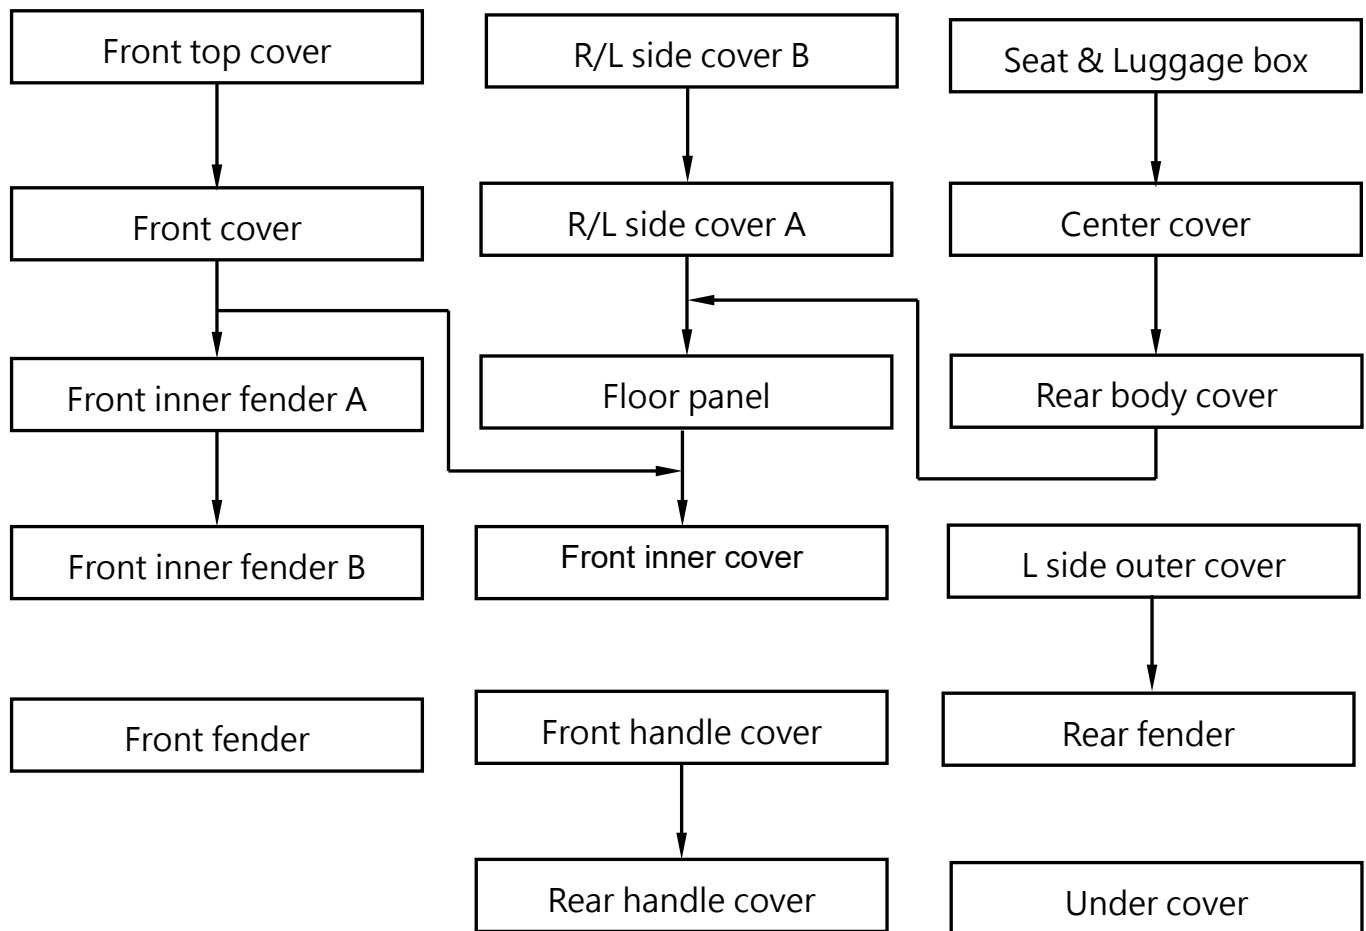 Front top cover
R/L side cover B
Seat & Luggage box
Front cover
R/L side cover A
Center cover
Front inner fender A
Floor panel
Rear body cover
Front inner fender B
Front inner cover
L side outer cover
Front fender
Front handle cover
Rear fender
Rear handle cover
Under cover